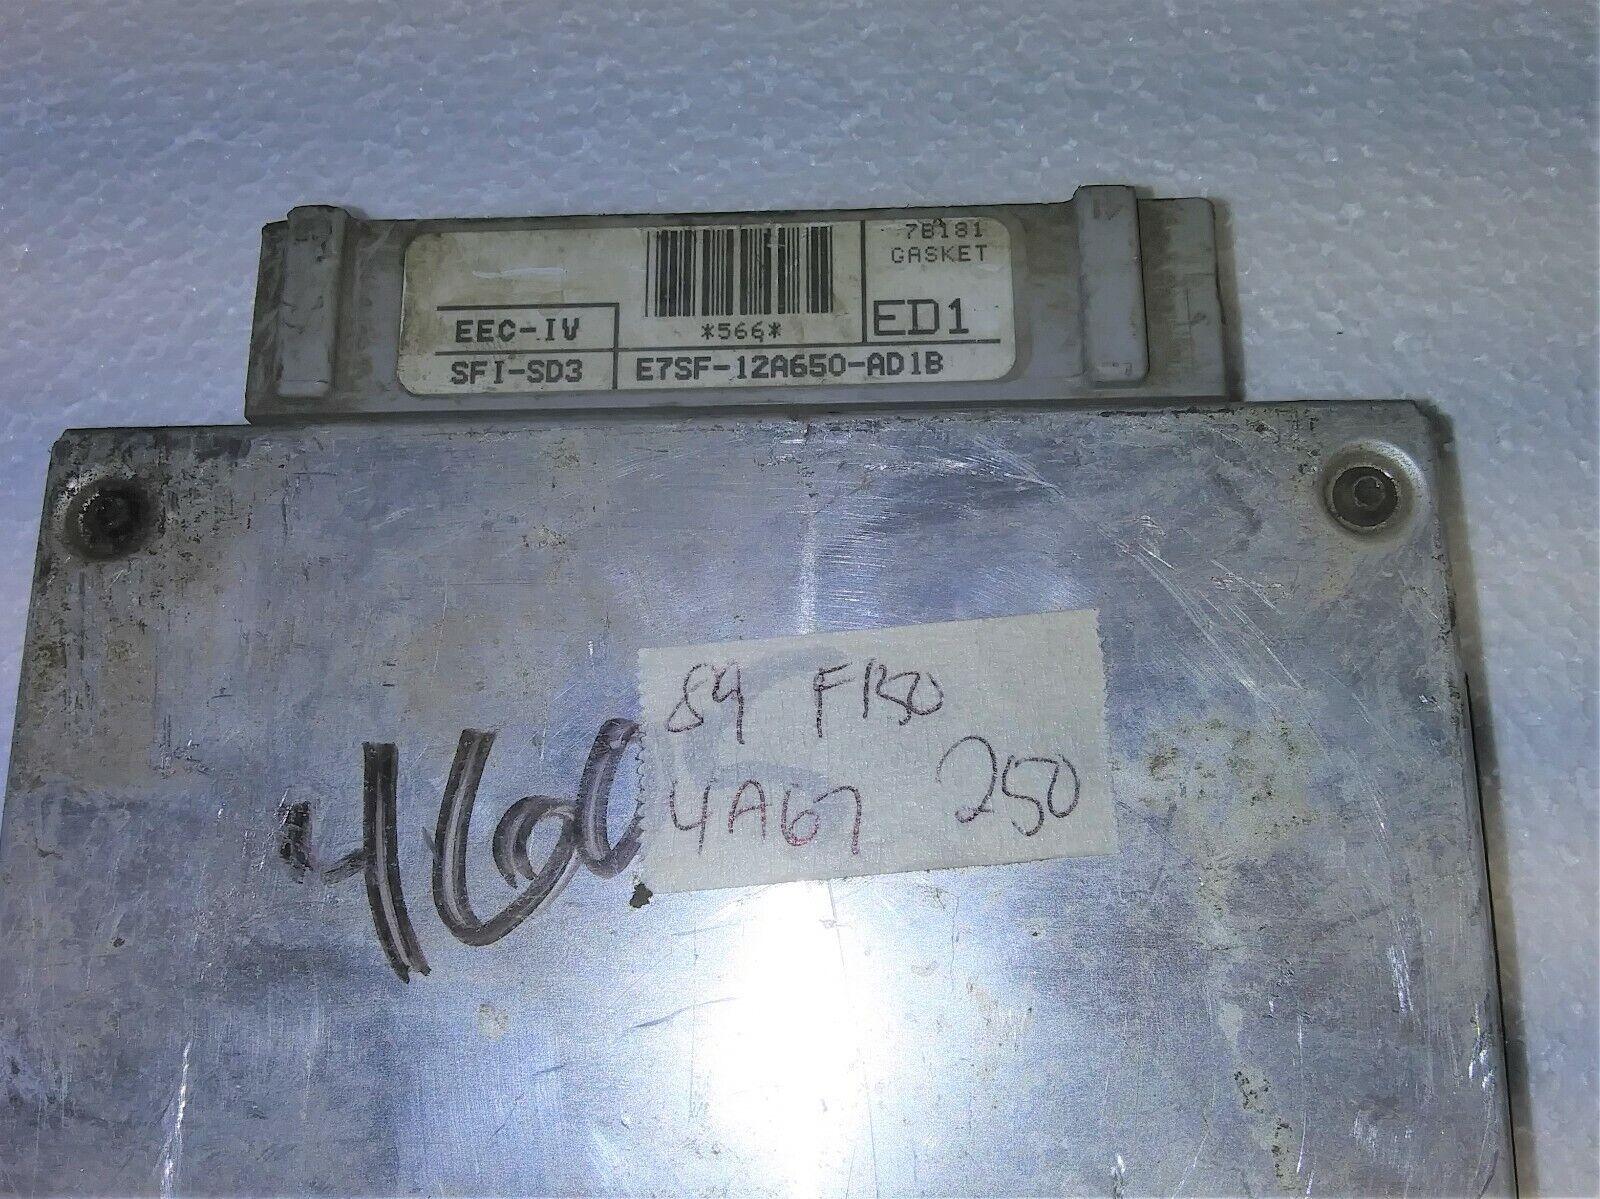 7B181
GASKET
*566*
ED1
EEC-IV
SFI-SD3
E7SF-12A650-AD1B
89 F150
4A67 250
460